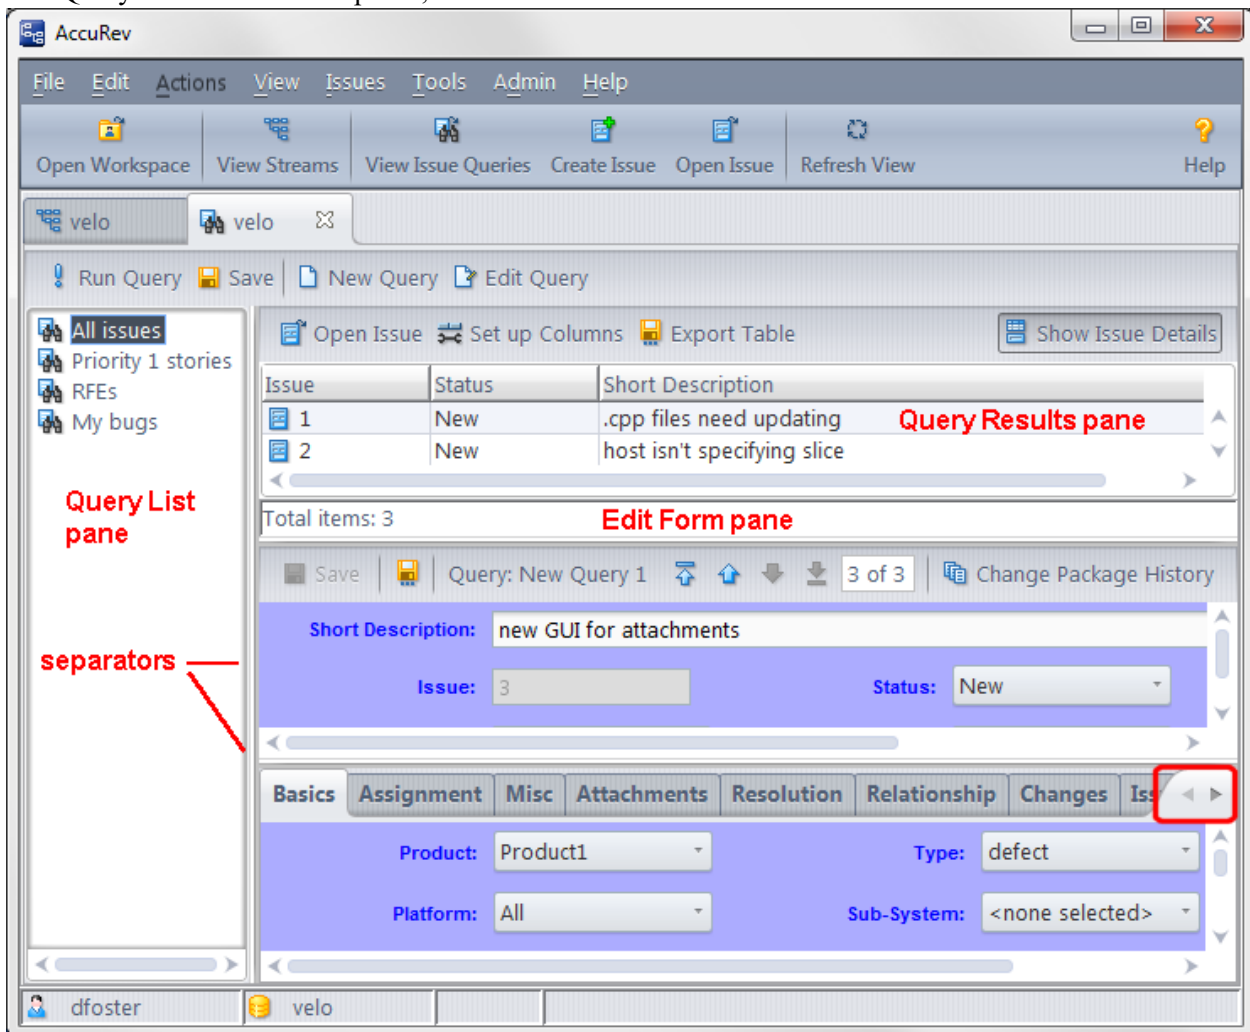 AccuRev
File Edit Actions View Issues Tools Admin Help
Open Workspace View Streams View Issue Queries Create Issue Open Issue Refresh View Help
velo velo
Run Query Save New Query Edit Query
All issues
Priority 1 stories
RFEs
My bugs
Query List
pane
separators
Open Issue Set up Columns Export Table Show Issue Details
Issue Status Short Description
1 New .cpp files need updating
Query Results pane
2 New host isn't specifying slice
Total items: 3
Edit Form pane
Save Query: New Query 1 3 of 3 Change Package History
Short Description: new GUI for attachments
Issue: 3 Status: New
Basics Assignment Misc Attachments Resolution Relationship Changes Iss
Product: Product1 Type: defect
Platform: All Sub-System: <none selected>
dfoster velo